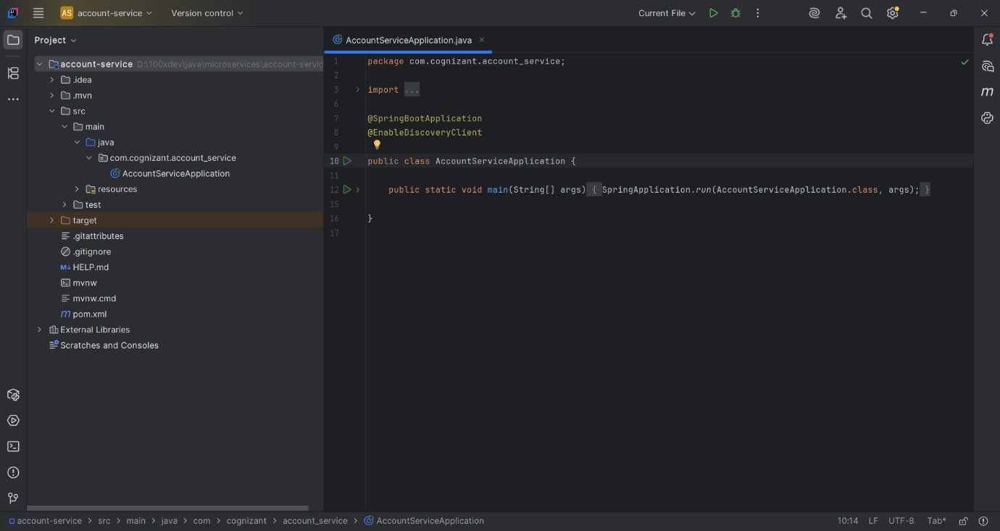 AS account-service Version control Current File
Project
AccountServiceApplication.java
account-service D:\100xdev\java\microservices\account-servic
.idea
.mvn
src
main
java
com.cognizant.account_service
AccountServiceApplication
resources
test
target
.gitattributes
.gitignore
M↓ HELP.md
mvnw
mvnw.cmd
m pom.xml
External Libraries
Scratches and Consoles
1 package com.cognizant.account_service;
2
3 import ...
6
7 @SpringBootApplication
8 @EnableDiscoveryClient
9
10 public class AccountServiceApplication {
11
12 public static void main(String[] args) { SpringApplication.run(AccountServiceApplication.class, args); }
15
16 }
17
m
account-service > src > main > java > com > cognizant > account_service > AccountServiceApplication 10:14 LF UTF-8 Tab*